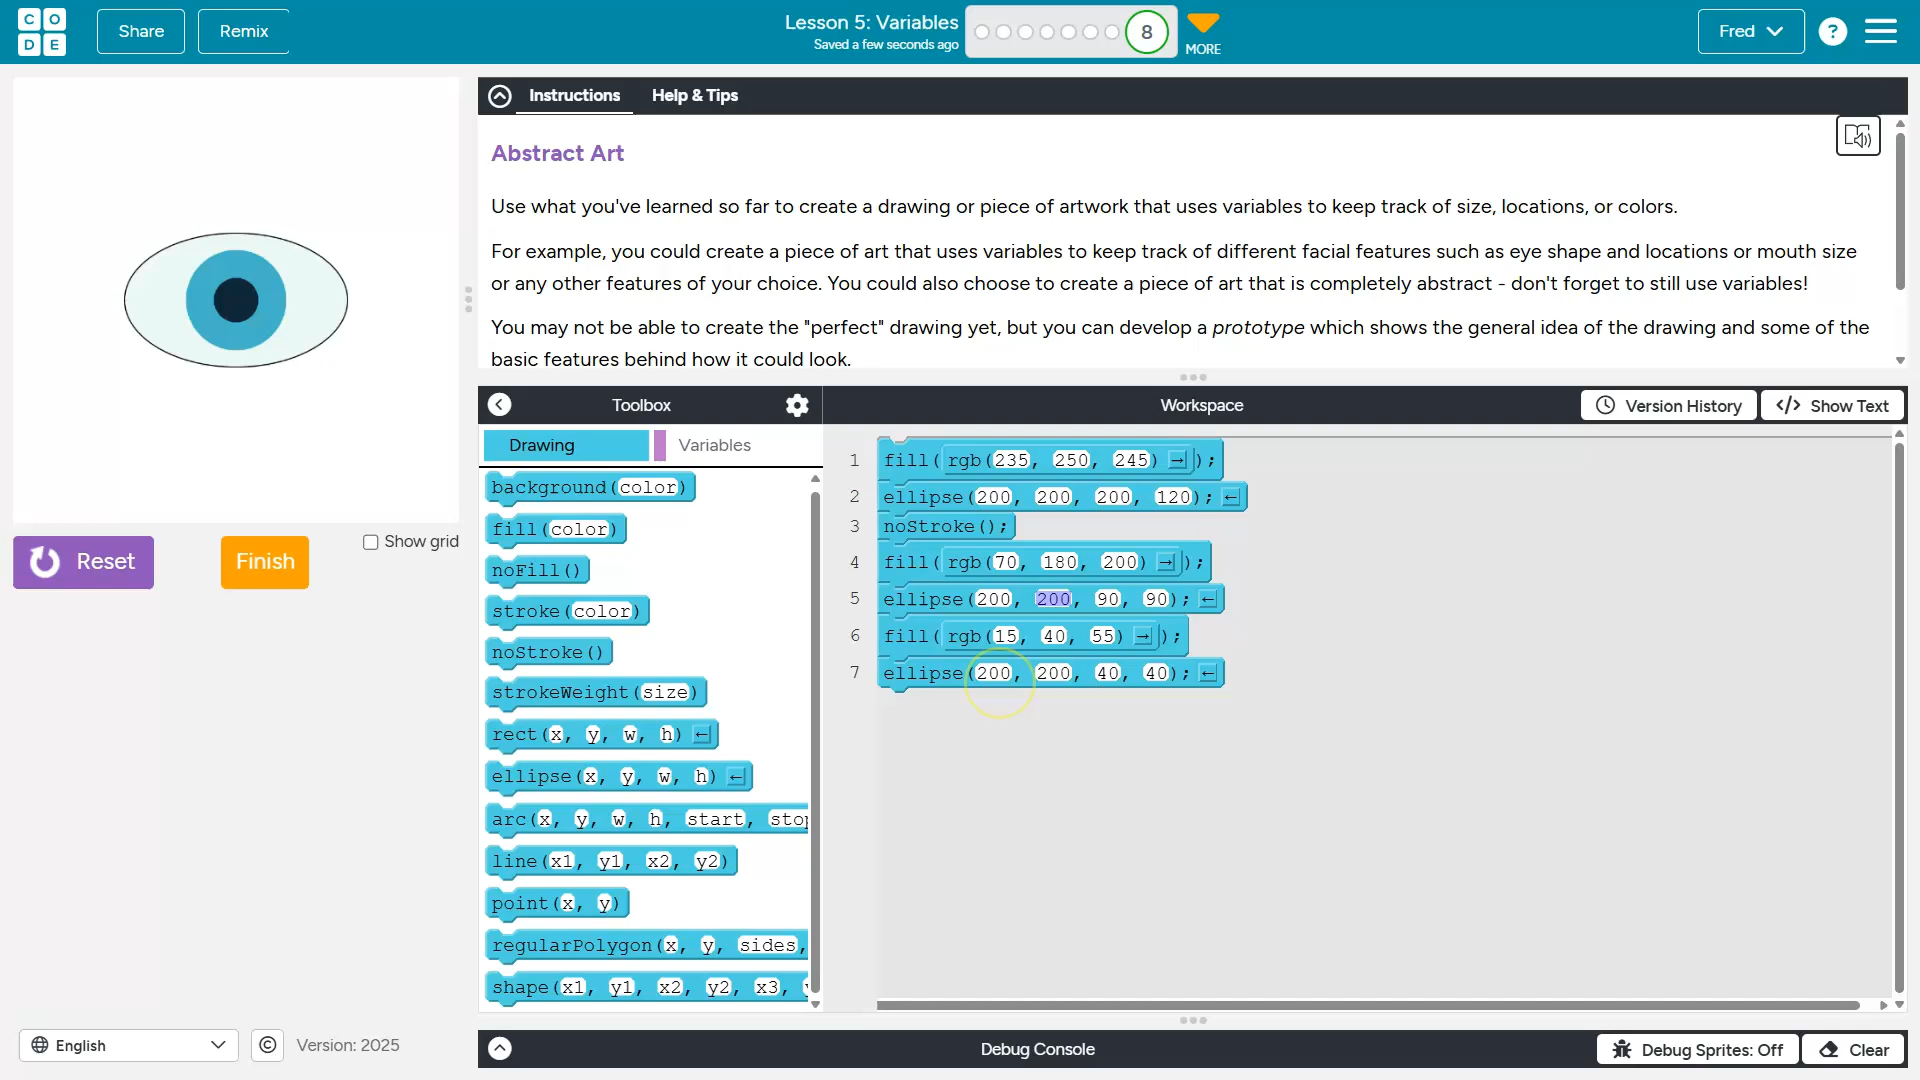 CODE
Share
Remix
Lesson 5: Variables
Saved a few seconds ago
8
MORE
Fred
?
Instructions
Help & Tips
Abstract Art
Use what you've learned so far to create a drawing or piece of artwork that uses variables to keep track of size, locations, or colors.
For example, you could create a piece of art that uses variables to keep track of different facial features such as eye shape and locations or mouth size
or any other features of your choice. You could also choose to create a piece of art that is completely abstract - don't forget to still use variables!
You may not be able to create the "perfect" drawing yet, but you can develop a prototype which shows the general idea of the drawing and some of the
basic features behind how it could look.
Reset
Finish
Show grid
Toolbox
Workspace
Version History
</> Show Text
Drawing
Variables
background(color)
fill(color)
noFill()
stroke(color)
noStroke()
strokeWeight(size)
rect(x, y, w, h) ←
ellipse(x, y, w, h) ←
arc(x, y, w, h, start, stop
line(x1, y1, x2, y2)
point(x, y)
regularPolygon(x, y, sides,
shape(x1, y1, x2, y2, x3, y
1 fill(rgb(235, 250, 245) →);
2 ellipse(200, 200, 200, 120); ←
3 noStroke();
4 fill(rgb(70, 180, 200) →);
5 ellipse(200, 200, 90, 90); ←
6 fill(rgb(15, 40, 55) →);
7 ellipse(200, 200, 40, 40); ←
English
©
Version: 2025
Debug Console
Debug Sprites: Off
Clear